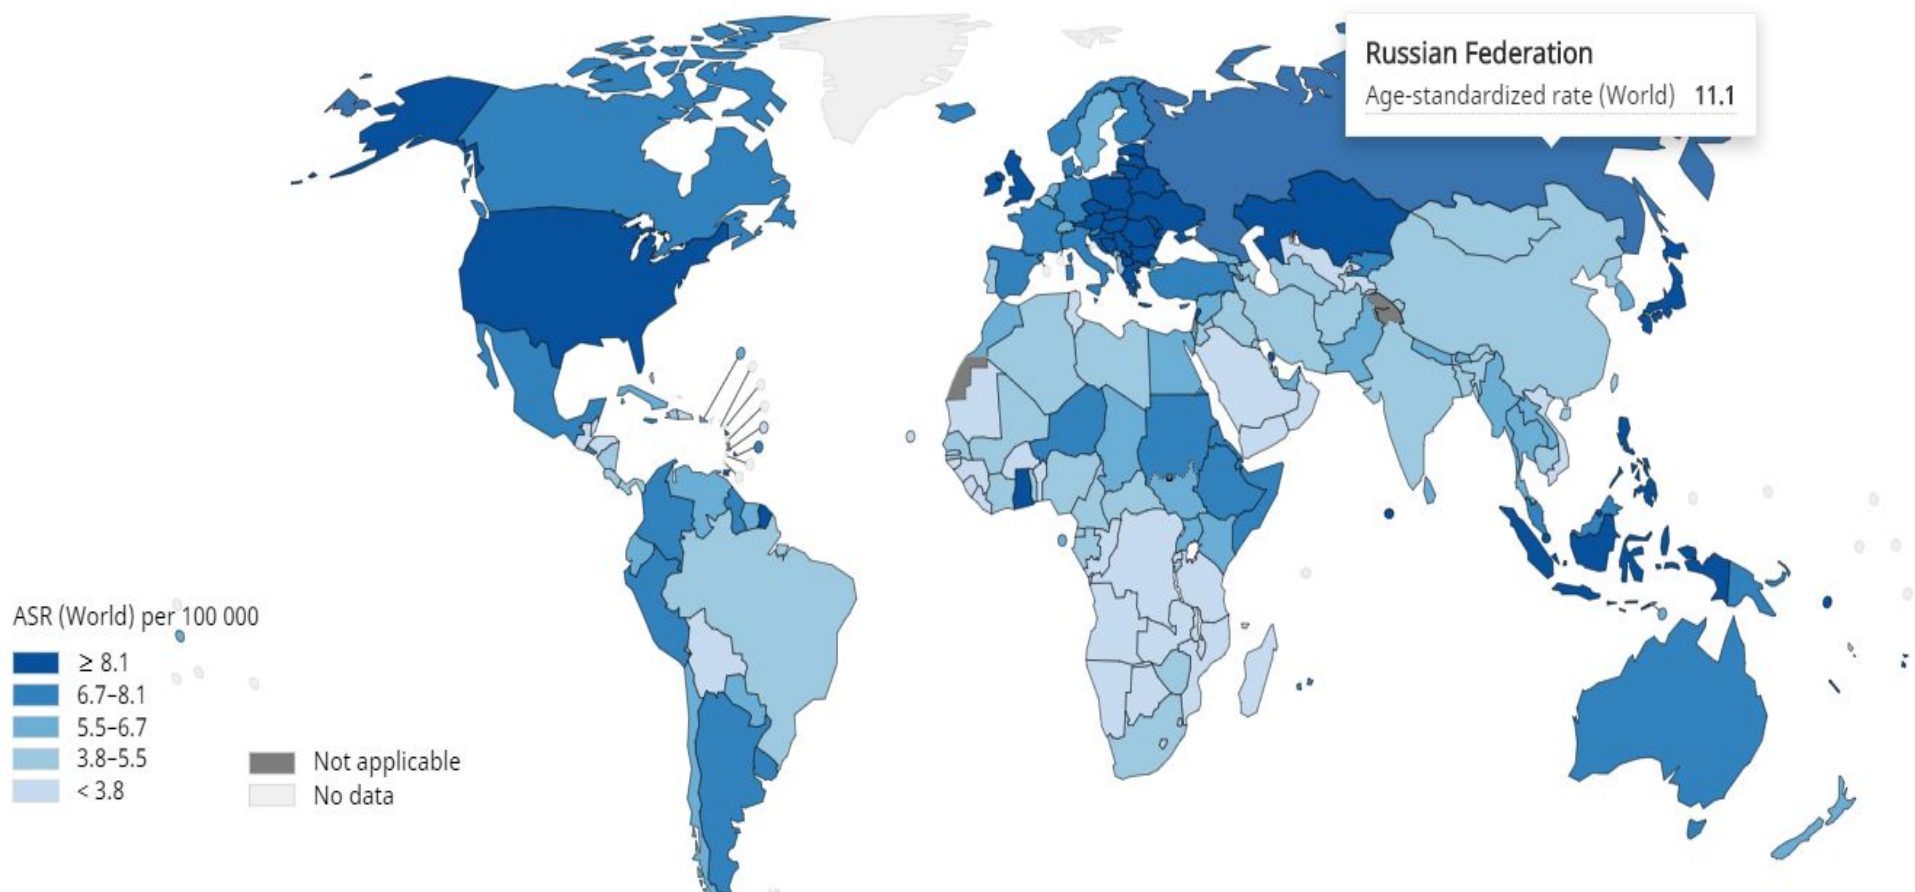 Russian Federation
Age-standardized rate (World) 11.1
ASR (World) per 100 000
≥ 8.1
6.7–8.1
5.5–6.7
3.8–5.5
< 3.8
Not applicable
No data